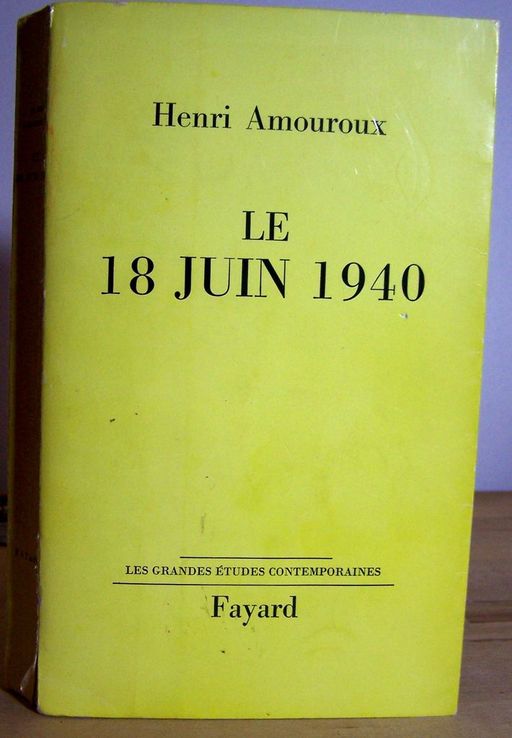 Henri Amouroux
LE
18 JUIN 1940
LES GRANDES ÉTUDES CONTEMPORAINES
Fayard